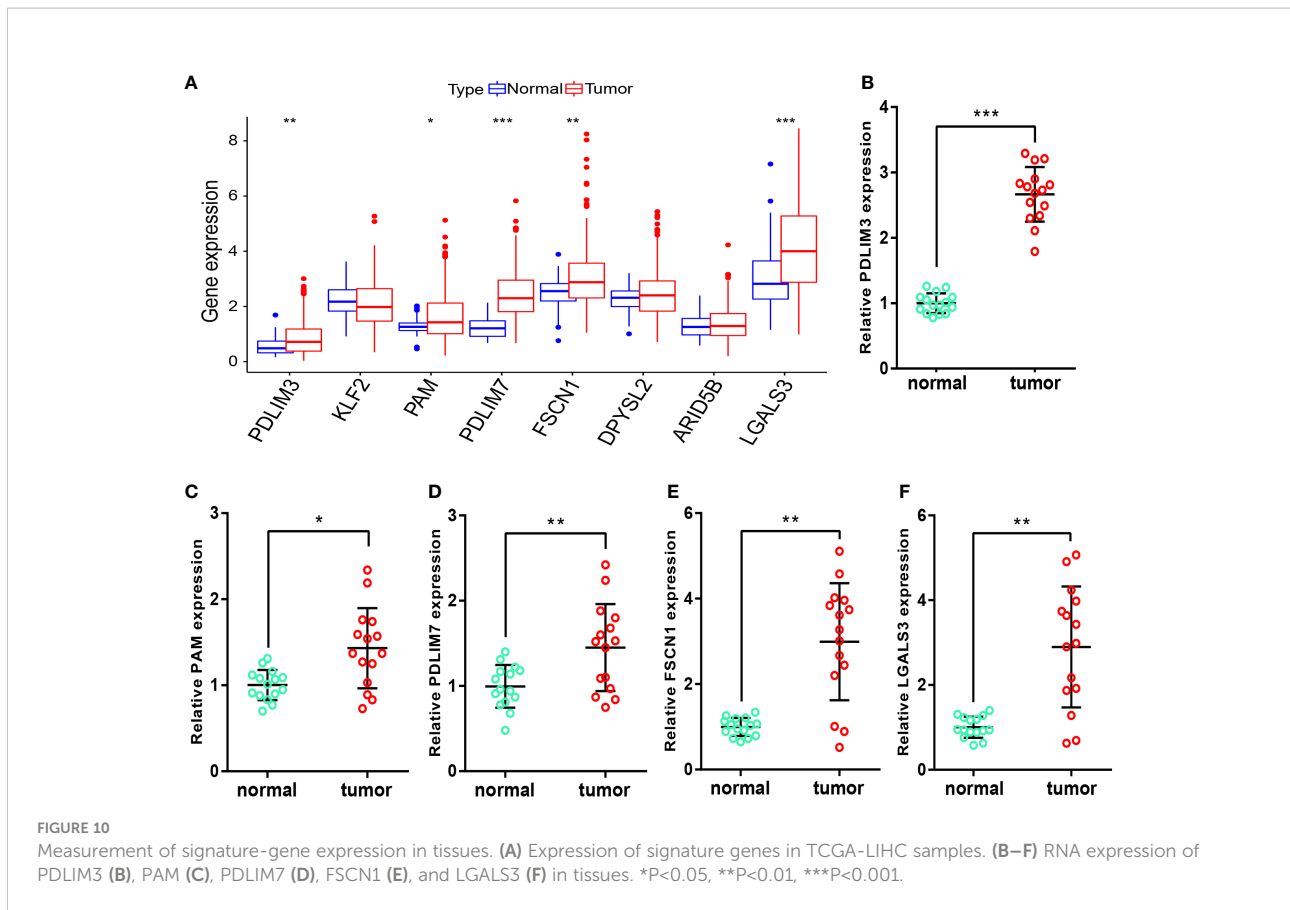 A
Type Normal Tumor
** * *** ** ***
Gene expression
8
6
4
2
0
PDLIM3
KLF2
PAM
PDLIM7
FSCN1
DPYSL2
ARID5B
LGALS3
B
Relative PDLIM3 expression
4
3
2
1
0
***
normal tumor
C
Relative PAM expression
3
2
1
0
*
normal tumor
D
Relative PDLIM7 expression
3
2
1
0
**
normal tumor
E
Relative FSCN1 expression
6
4
2
0
**
normal tumor
F
Relative LGALS3 expression
6
4
2
0
**
normal tumor
FIGURE 10
Measurement of signature-gene expression in tissues. (A) Expression of signature genes in TCGA-LIHC samples. (B–F) RNA expression of
PDLIM3 (B), PAM (C), PDLIM7 (D), FSCN1 (E), and LGALS3 (F) in tissues. *P<0.05, **P<0.01, ***P<0.001.